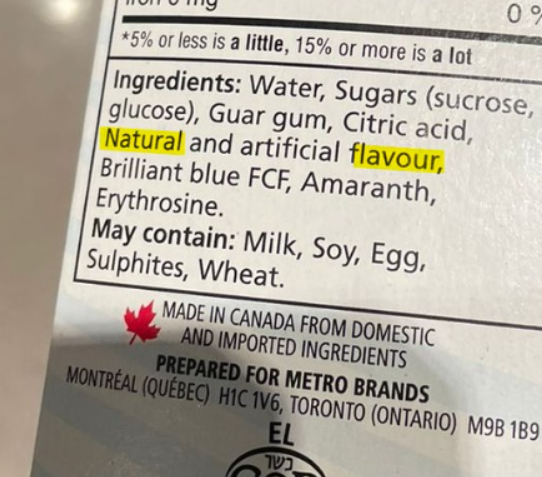 0 %
*5% or less is a little, 15% or more is a lot
Ingredients: Water, Sugars (sucrose,
glucose), Guar gum, Citric acid,
Natural and artificial flavour,
Brilliant blue FCF, Amaranth,
Erythrosine.
May contain: Milk, Soy, Egg,
Sulphites, Wheat.
MADE IN CANADA FROM DOMESTIC
AND IMPORTED INGREDIENTS
PREPARED FOR METRO BRANDS
MONTRÉAL (QUÉBEC) H1C 1V6, TORONTO (ONTARIO) M9B 1B9
EL
כשר